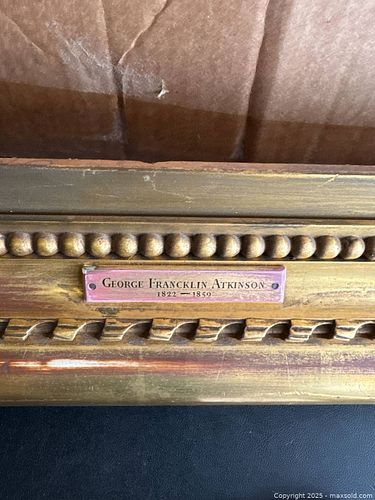 GEORGE FRANCKLIN ATKINSON
1822 — 1859
Copyright © 2025 - maxsold.com